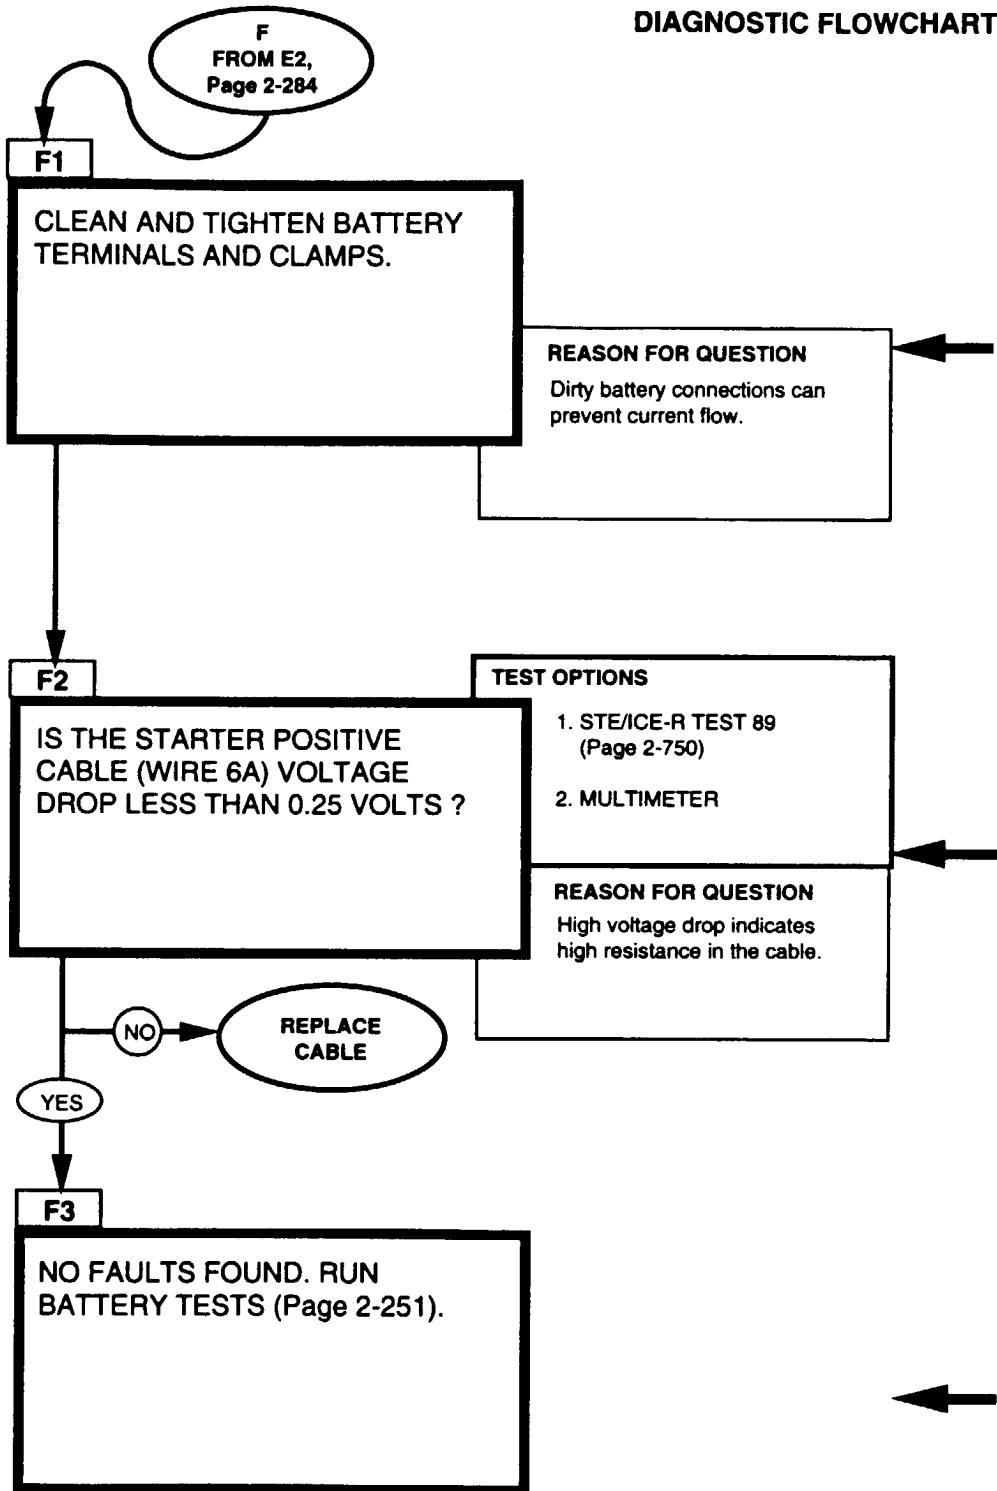 DIAGNOSTIC FLOWCHART
F
FROM E2,
Page 2-284
F1
CLEAN AND TIGHTEN BATTERY
TERMINALS AND CLAMPS.
REASON FOR QUESTION
Dirty battery connections can
prevent current flow.
F2
IS THE STARTER POSITIVE
CABLE (WIRE 6A) VOLTAGE
DROP LESS THAN 0.25 VOLTS ?
TEST OPTIONS
1. STE/ICE-R TEST 89
(Page 2-750)
2. MULTIMETER
REASON FOR QUESTION
High voltage drop indicates
high resistance in the cable.
NO
REPLACE
CABLE
YES
F3
NO FAULTS FOUND. RUN
BATTERY TESTS (Page 2-251).